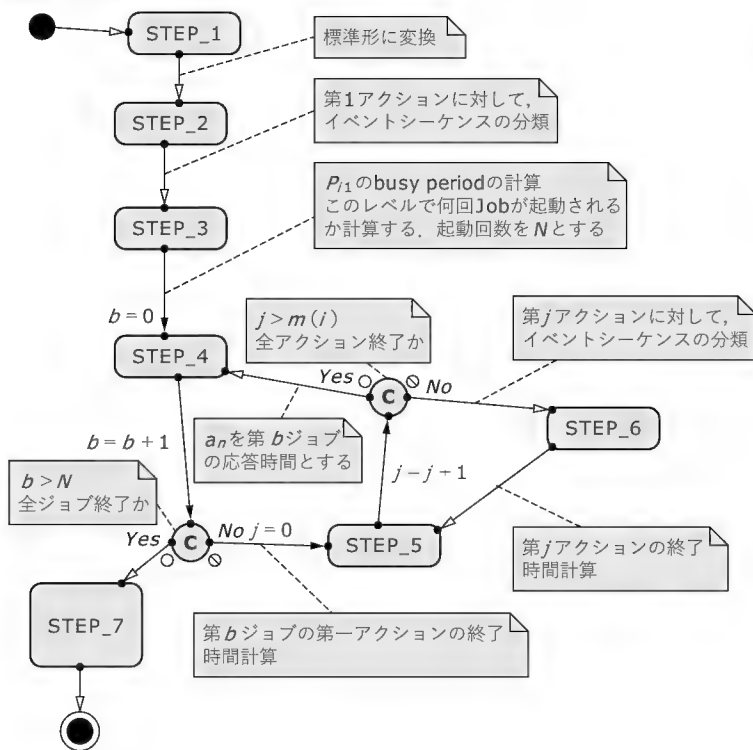 STEP_1
標準形に変換
STEP_2
第1アクションに対して,
イベントシーケンスの分類
STEP_3
Pi1のbusy periodの計算
このレベルで何回Jobが起動される
か計算する．起動回数をNとする
b=0
STEP_4
j>m(i)
全アクション終了か
第jアクションに対して,
イベントシーケンスの分類
Yes
C
No
STEP_6
anを第bジョブ
の応答時間とする
b=b+1
j−j+1
b>N
全ジョブ終了か
Yes
C
No j=0
STEP_5
第jアクションの終了
時間計算
STEP_7
第bジョブの第一アクションの終了
時間計算